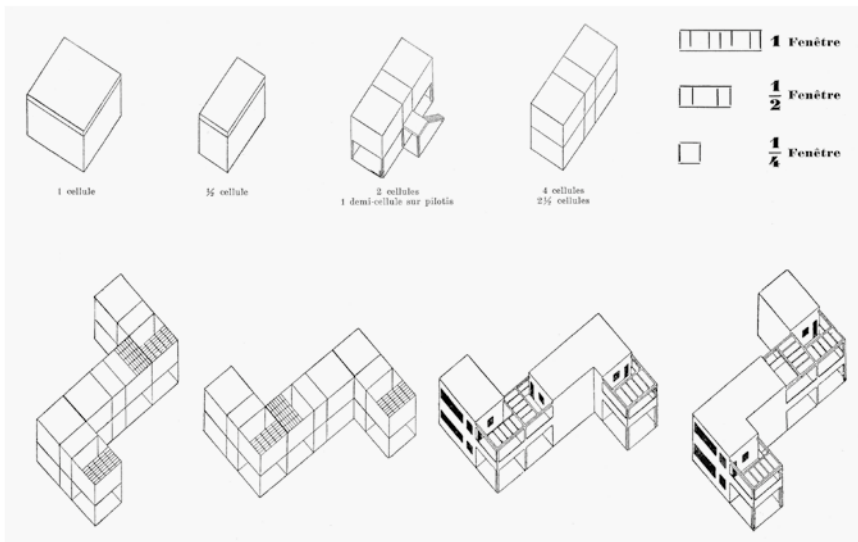 1 Fenêtre
1/2 Fenêtre
1/4 Fenêtre
1 cellule
½ cellule
2 cellules
1 demi-cellule sur pilotis
4 cellules
2½ cellules